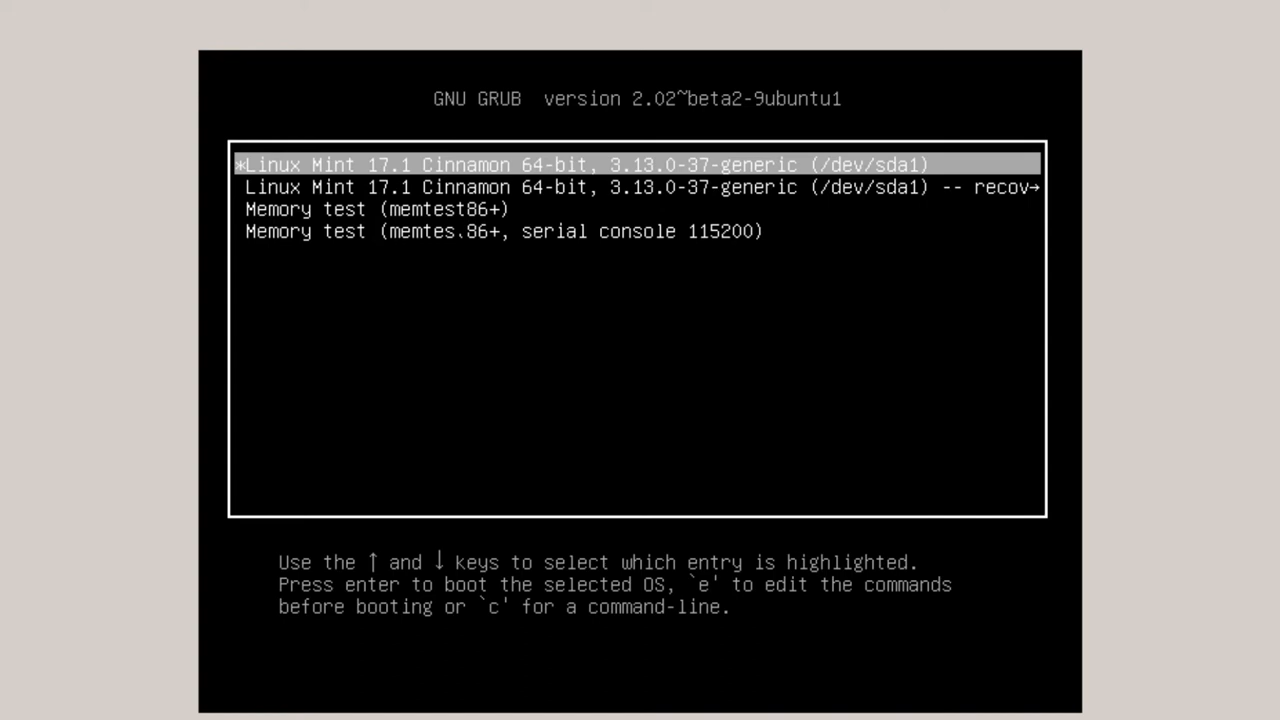 GNU GRUB version 2.02~beta2-9ubuntu1
*Linux Mint 17.1 Cinnamon 64-bit, 3.13.0-37-generic (/dev/sda1)
Linux Mint 17.1 Cinnamon 64-bit, 3.13.0-37-generic (/dev/sda1) -- recov→
Memory test (memtest86+)
Memory test (memtest86+, serial console 115200)
Use the ↑ and ↓ keys to select which entry is highlighted.
Press enter to boot the selected OS, `e' to edit the commands
before booting or `c' for a command-line.